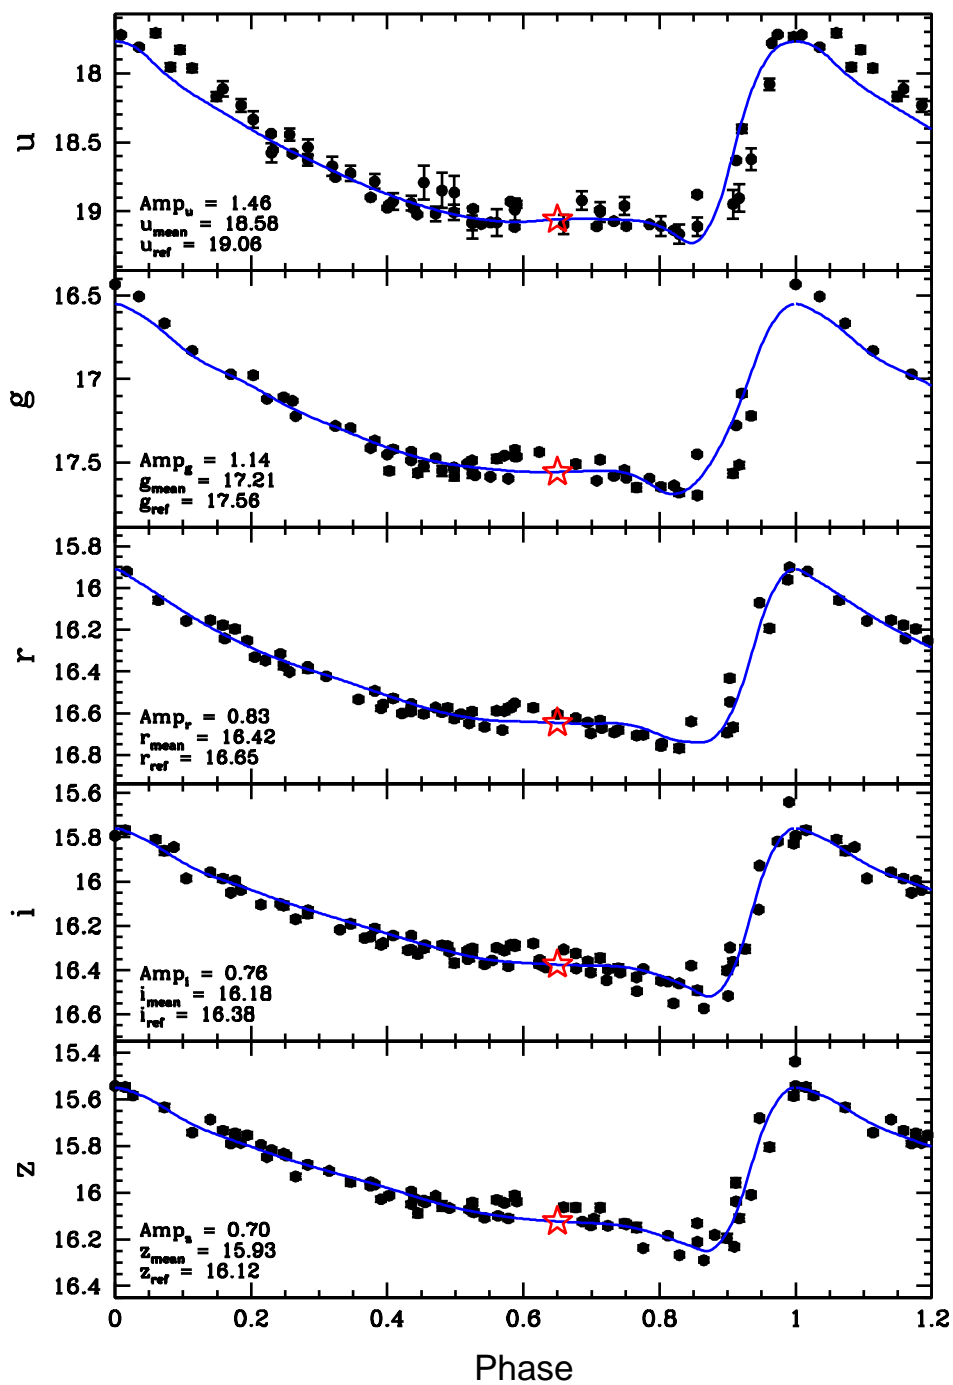 18
18.5
19
u
Amp_u = 1.46
u_mean = 18.58
u_ref = 19.06
16.5
17
17.5
g
Amp_g = 1.14
g_mean = 17.21
g_ref = 17.56
15.8
16
16.2
16.4
16.6
16.8
r
Amp_r = 0.83
r_mean = 16.42
r_ref = 16.65
15.6
15.8
16
16.2
16.4
16.6
i
Amp_i = 0.76
i_mean = 16.18
i_ref = 16.38
15.4
15.6
15.8
16
16.2
16.4
z
Amp_z = 0.70
z_mean = 15.93
z_ref = 16.12
0 0.2 0.4 0.6 0.8 1 1.2
Phase